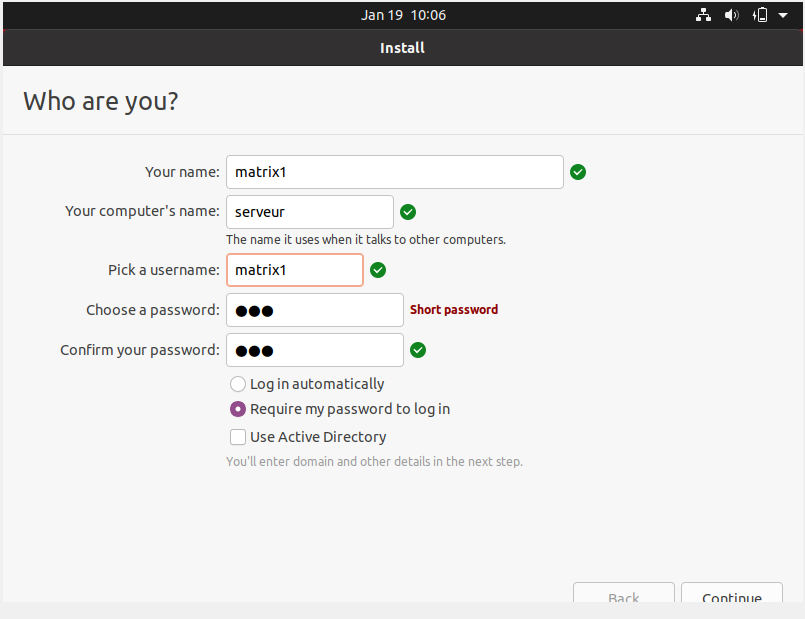 Jan 19 10:06
Install
Who are you?
Your name: matrix1
Your computer's name: serveur
The name it uses when it talks to other computers.
Pick a username: matrix1
Choose a password: ●●● Short password
Confirm your password: ●●●
Log in automatically
Require my password to log in
Use Active Directory
You'll enter domain and other details in the next step.
Back Continue